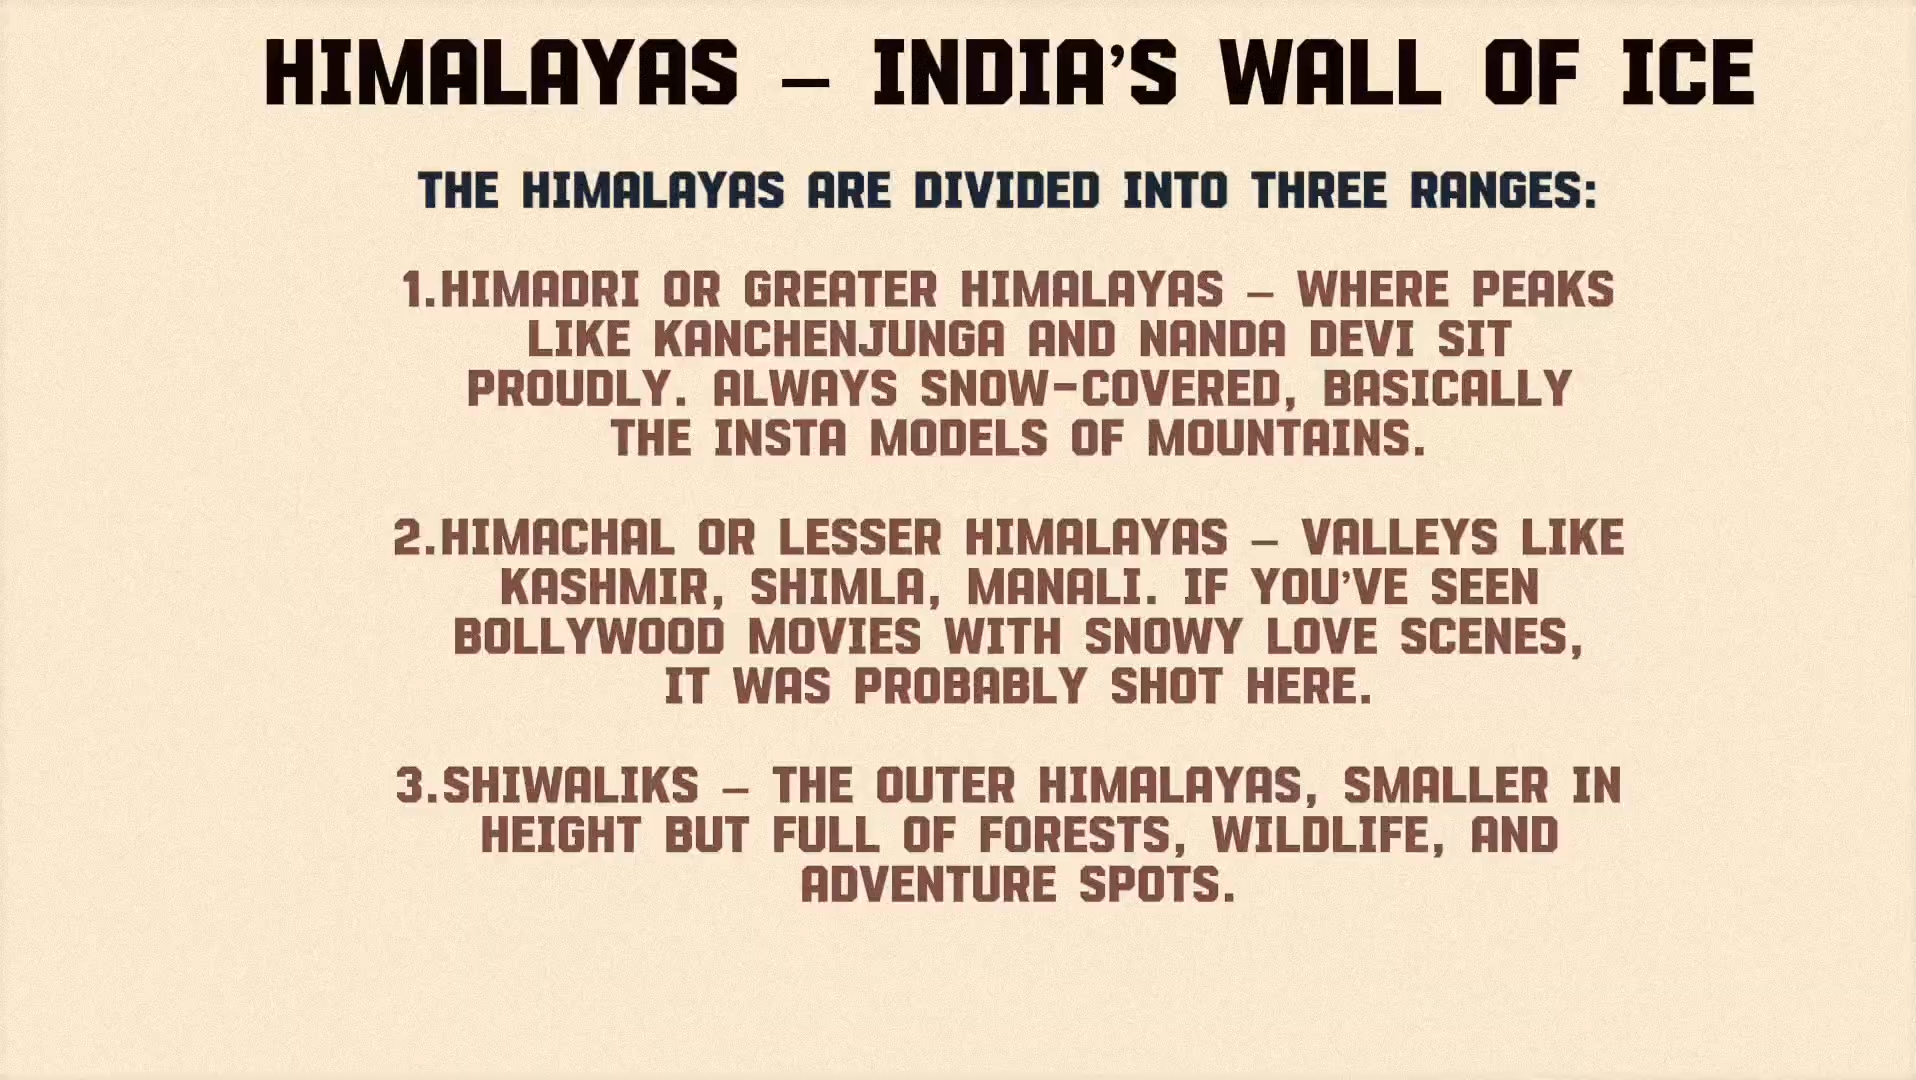 HIMALAYAS – INDIA’S WALL OF ICE
THE HIMALAYAS ARE DIVIDED INTO THREE RANGES:
1.HIMADRI OR GREATER HIMALAYAS – WHERE PEAKS
LIKE KANCHENJUNGA AND NANDA DEVI SIT
PROUDLY. ALWAYS SNOW-COVERED, BASICALLY
THE INSTA MODELS OF MOUNTAINS.
2.HIMACHAL OR LESSER HIMALAYAS – VALLEYS LIKE
KASHMIR, SHIMLA, MANALI. IF YOU’VE SEEN
BOLLYWOOD MOVIES WITH SNOWY LOVE SCENES,
IT WAS PROBABLY SHOT HERE.
3.SHIWALIKS – THE OUTER HIMALAYAS, SMALLER IN
HEIGHT BUT FULL OF FORESTS, WILDLIFE, AND
ADVENTURE SPOTS.